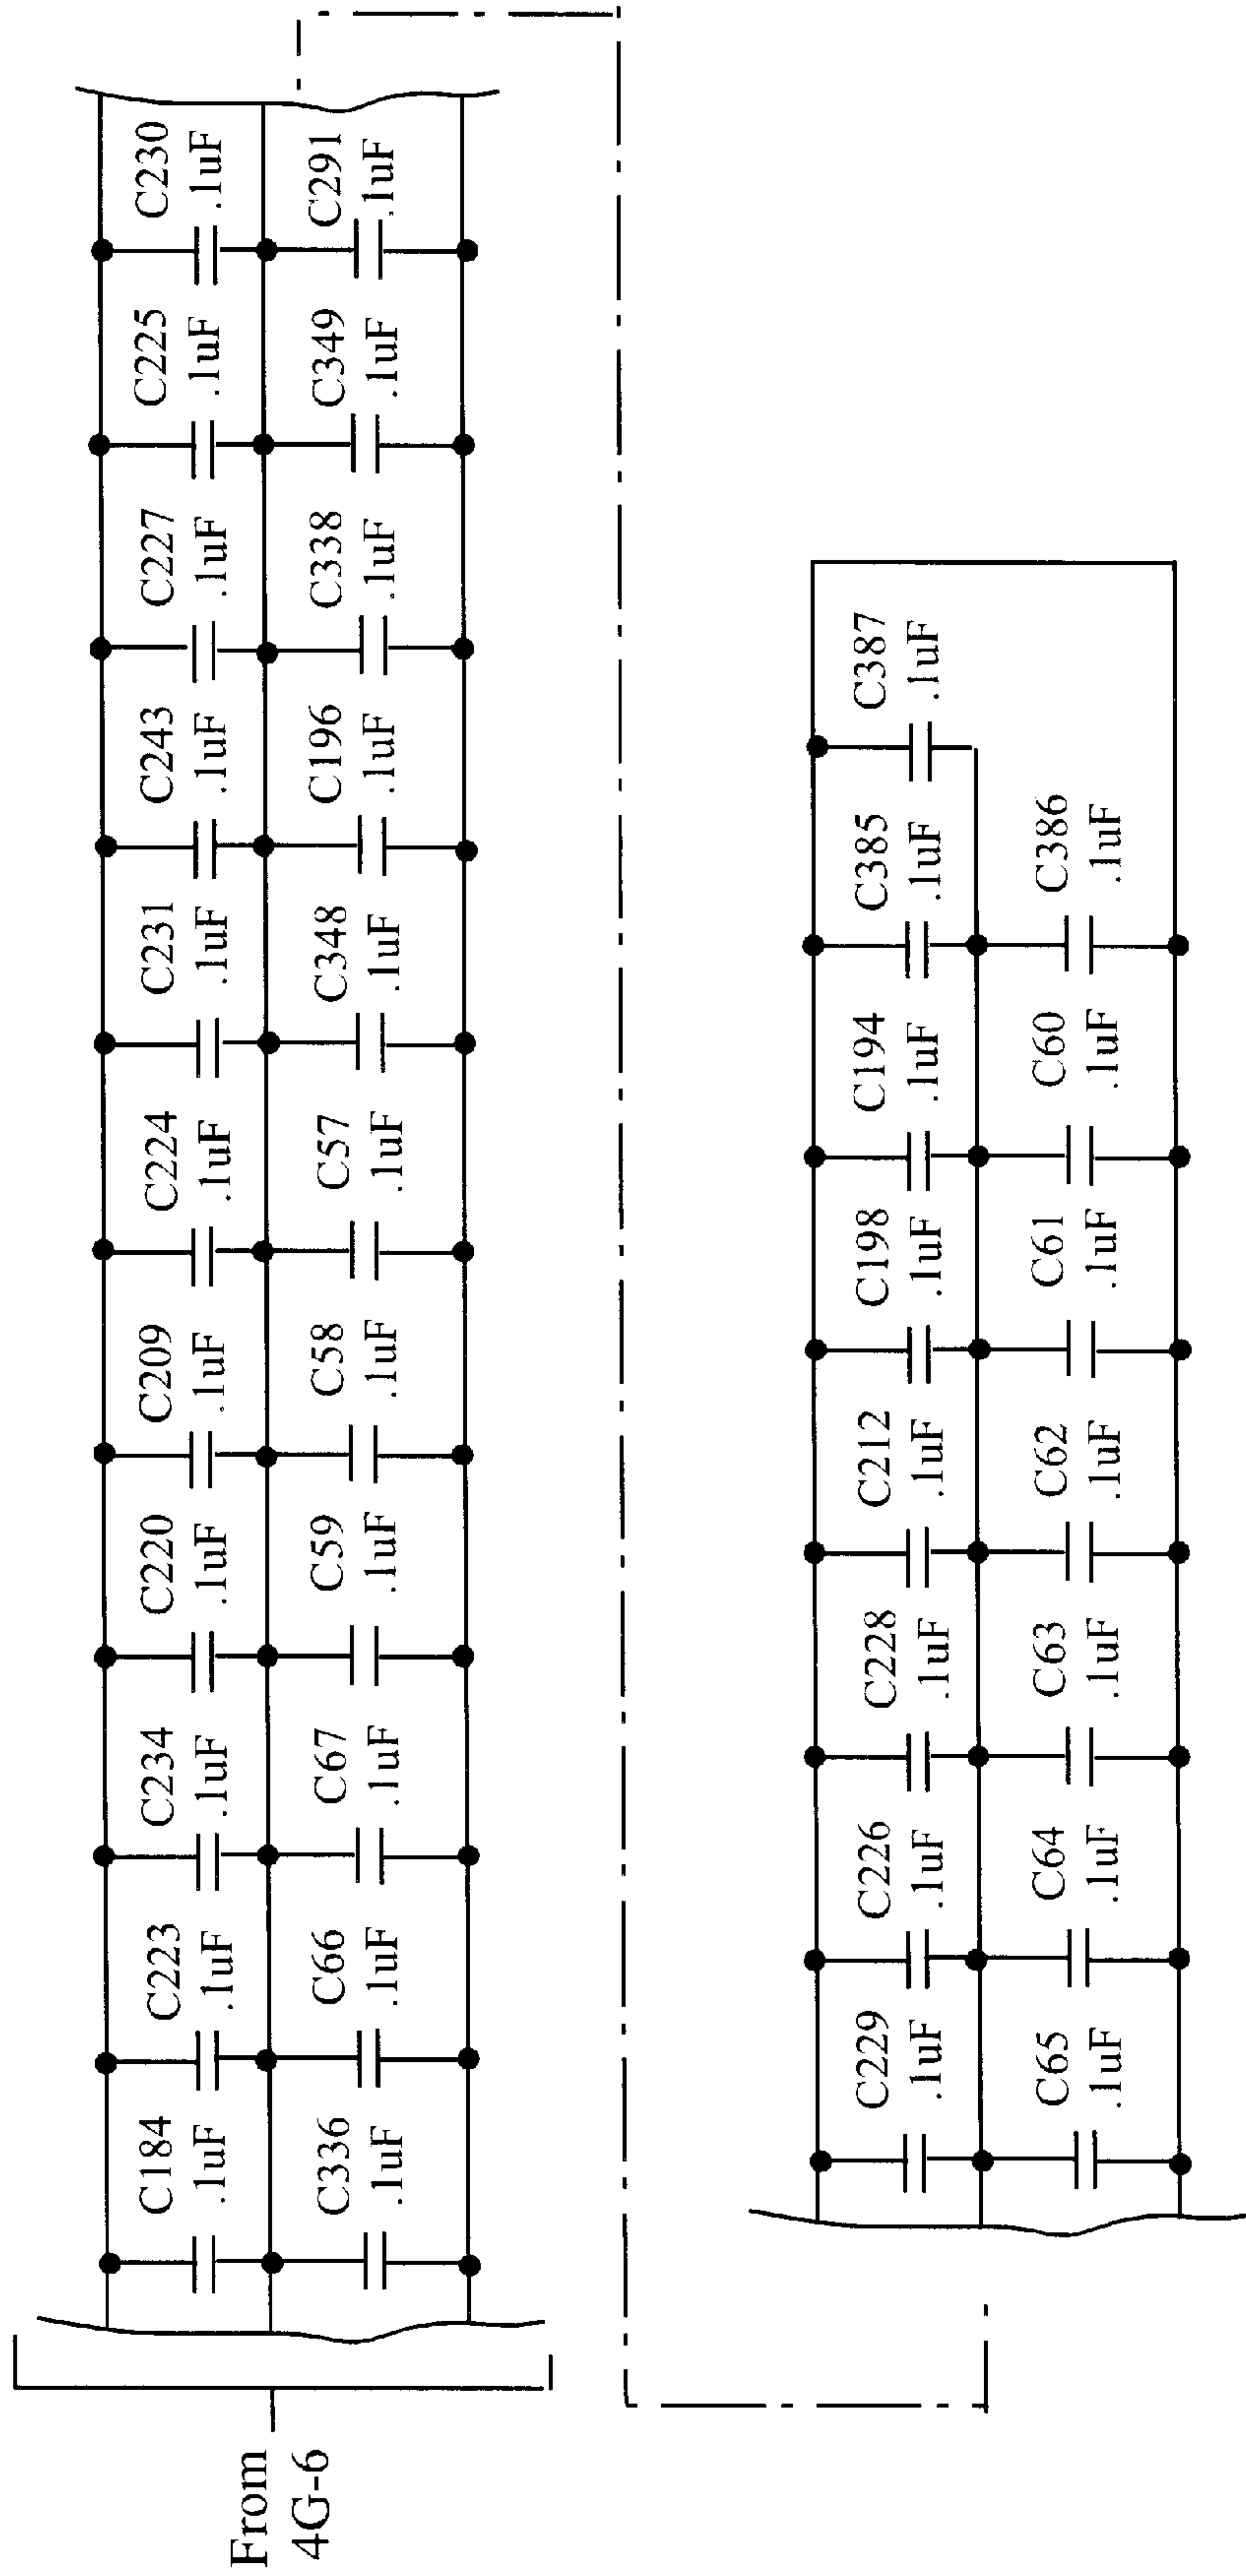 From
4G-6
C184
.1uF
C223
.1uF
C234
.1uF
C220
.1uF
C209
.1uF
C224
.1uF
C231
.1uF
C243
.1uF
C227
.1uF
C225
.1uF
C230
.1uF
C336
.1uF
C66
.1uF
C67
.1uF
C59
.1uF
C58
.1uF
C57
.1uF
C348
.1uF
C196
.1uF
C338
.1uF
C349
.1uF
C291
.1uF
C229
.1uF
C226
.1uF
C228
.1uF
C212
.1uF
C198
.1uF
C194
.1uF
C385
.1uF
C387
.1uF
C65
.1uF
C64
.1uF
C63
.1uF
C62
.1uF
C61
.1uF
C60
.1uF
C386
.1uF